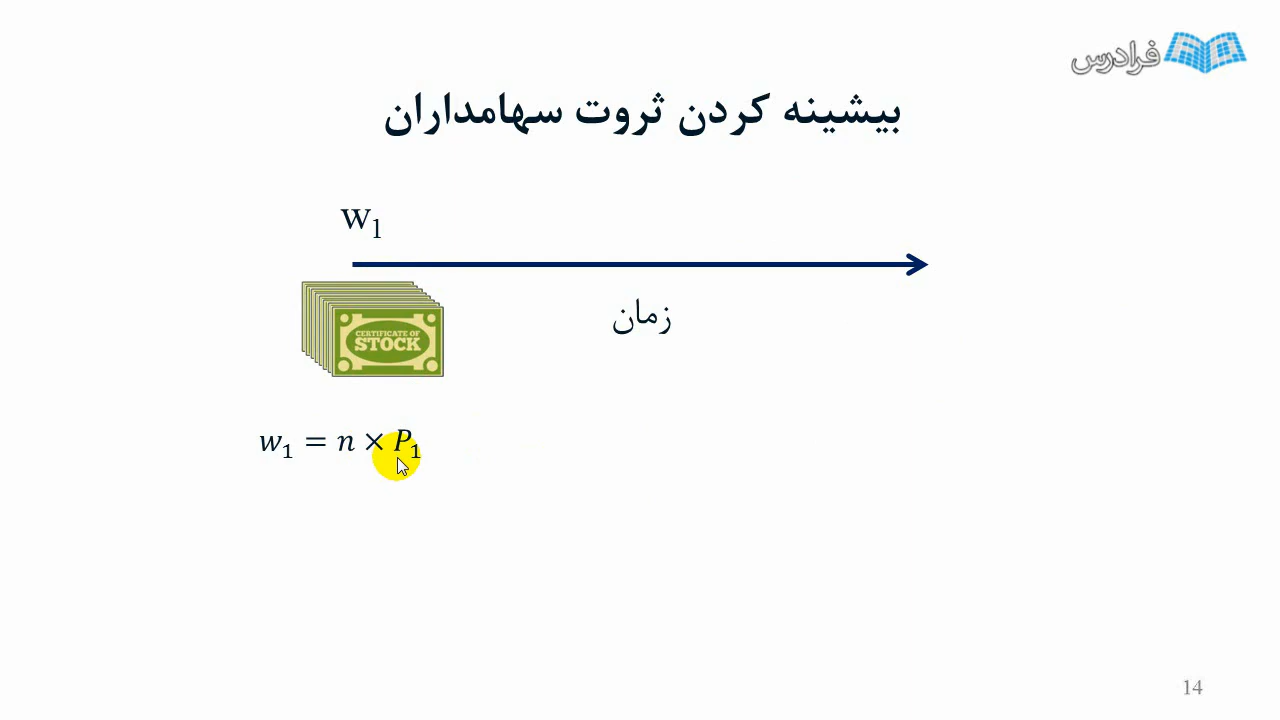 فرادرس
بیشینه کردن ثروت سهامداران
w₁
زمان
CERTIFICATE OF
STOCK
w₁ = n × P₁
14